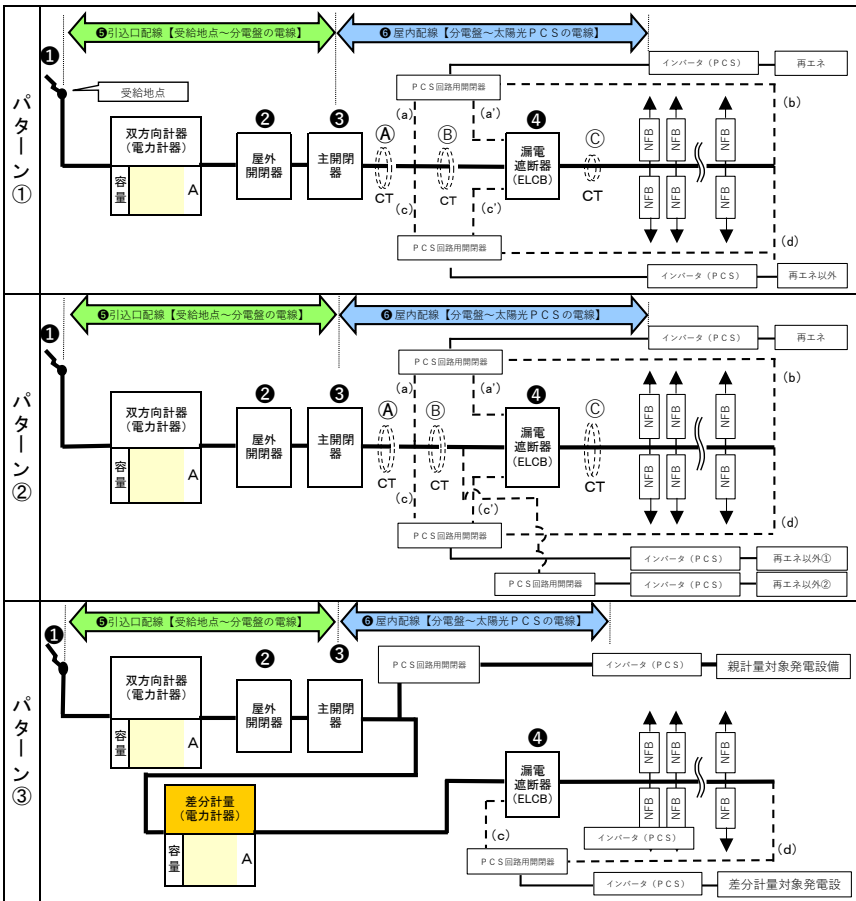 パターン①
❺引込口配線【受給地点～分電盤の電線】
❻屋内配線【分電盤～太陽光ＰＣＳの電線】
❶
受給地点
双方向計器
(電力計器)
容量
A
❷
屋外
開閉器
❸
主開閉
器
Ⓐ
CT
Ⓑ
CT
(a)
(a')
(c)
(c')
ＰＣＳ回路用開閉器
ＰＣＳ回路用開閉器
❹
漏電
遮断器
(ELCB)
Ⓒ
CT
インバータ（PCS）
再エネ
(b)
NFB
NFB
NFB
NFB
NFB
NFB
(d)
インバータ（PCS）
再エネ以外
パターン②
❺引込口配線【受給地点～分電盤の電線】
❻屋内配線【分電盤～太陽光ＰＣＳの電線】
❶
双方向計器
(電力計器)
容量
A
❷
屋外
開閉器
❸
主開閉
器
Ⓐ
CT
Ⓑ
CT
(a)
(a')
(c)
(c')
ＰＣＳ回路用開閉器
ＰＣＳ回路用開閉器
ＰＣＳ回路用開閉器
❹
漏電
遮断器
(ELCB)
Ⓒ
CT
インバータ（PCS）
再エネ
(b)
NFB
NFB
NFB
NFB
NFB
NFB
(d)
インバータ（PCS）
再エネ以外①
インバータ（PCS）
再エネ以外②
パターン③
❺引込口配線【受給地点～分電盤の電線】
❻屋内配線【分電盤～太陽光ＰＣＳの電線】
❶
双方向計器
(電力計器)
容量
A
❷
屋外
開閉器
❸
主開閉
器
ＰＣＳ回路用開閉器
インバータ（PCS）
親計量対象発電設備
差分計量
(電力計器)
容量
A
❹
漏電
遮断器
(ELCB)
(c)
NFB
NFB
NFB
NFB
NFB
NFB
インバータ（PCS）
(d)
ＰＣＳ回路用開閉器
インバータ（PCS）
差分計量対象発電設